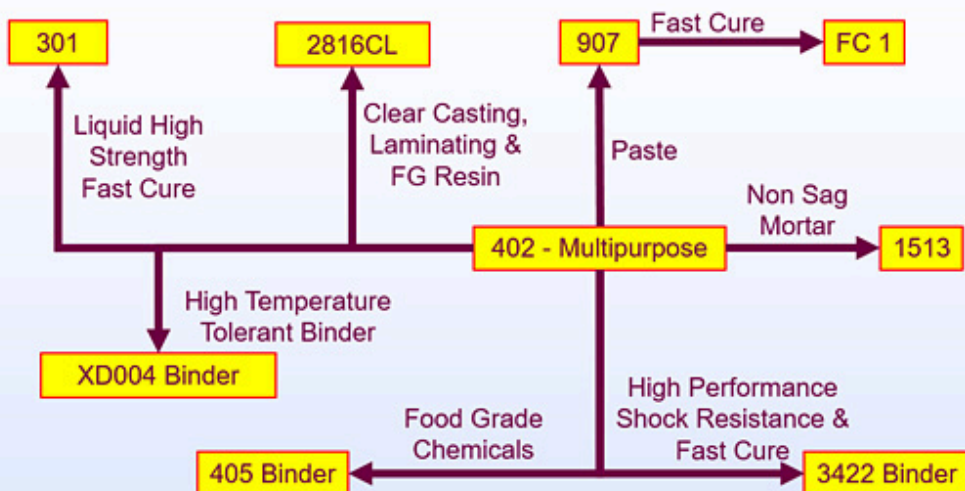 301
2816CL
907
Fast Cure
FC 1
Liquid High
Strength
Fast Cure
Clear Casting,
Laminating &
FG Resin
Paste
Non Sag
Mortar
402 - Multipurpose
1513
High Temperature
Tolerant Binder
XD004 Binder
Food Grade
Chemicals
High Performance
Shock Resistance &
Fast Cure
405 Binder
3422 Binder